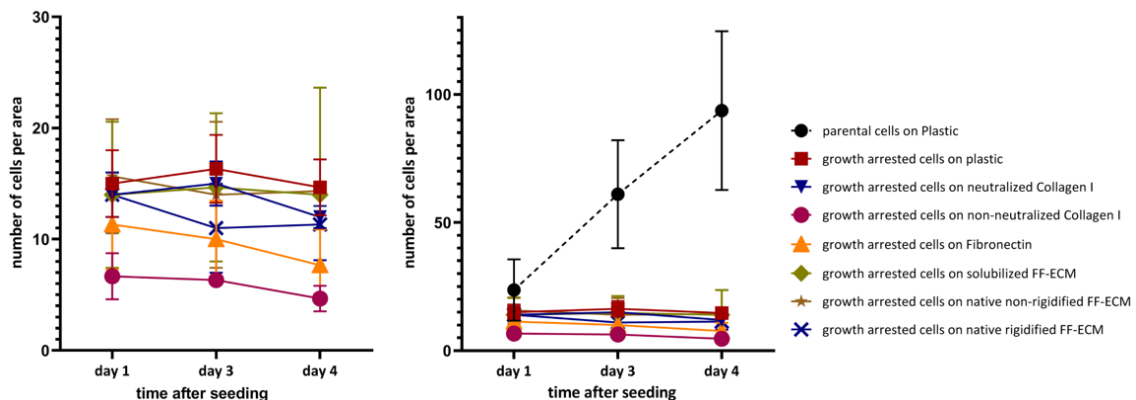 number of cells per area
30
20
10
0
day 1
day 3
day 4
time after seeding
number of cells per area
100
50
0
day 1
day 3
day 4
time after seeding
parental cells on Plastic
growth arrested cells on plastic
growth arrested cells on neutralized Collagen I
growth arrested cells on non-neutralized Collagen I
growth arrested cells on Fibronectin
growth arrested cells on solubilized FF-ECM
growth arrested cells on native non-rigidified FF-ECM
growth arrested cells on native rigidified FF-ECM